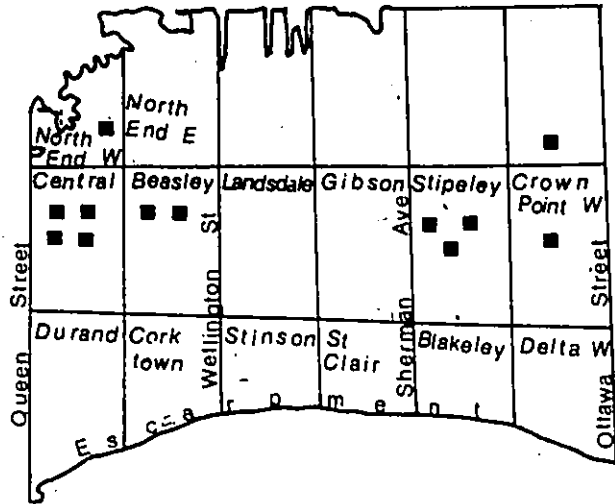 North
End E
North
End W
Central
Beasley
Landsdale
Gibson
Stipeley
Crown
Point W
Queen Street
Wellington St
Sherman Ave
Ottawa Street
Durand
Cork
town
Stinson
St
Clair
Blakeley
Delta W
Escarpment